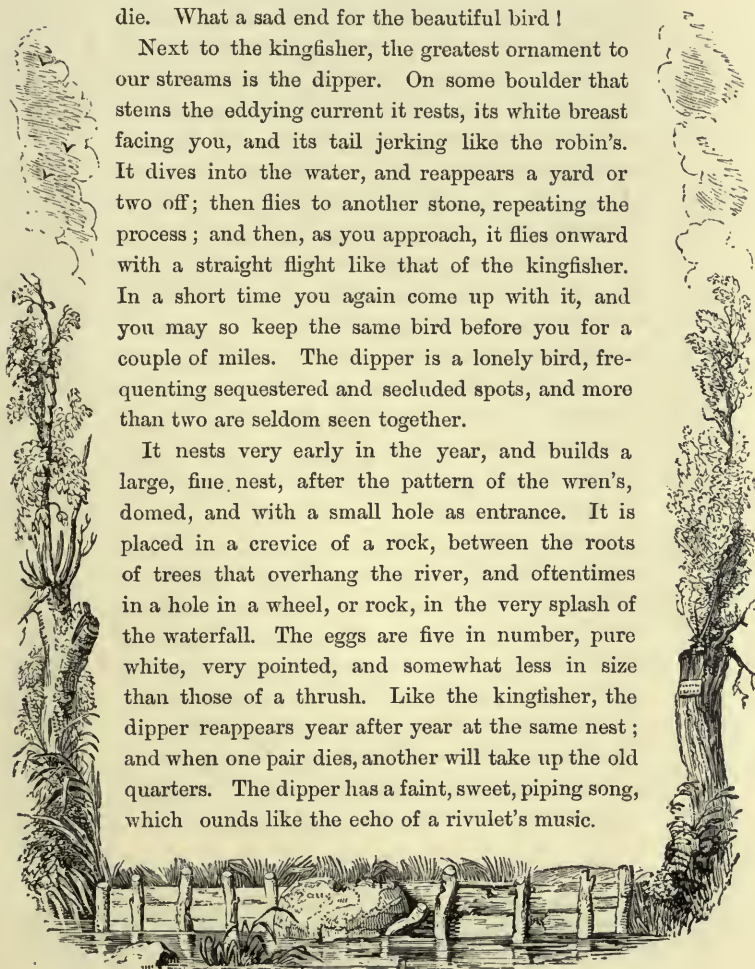 die. What a sad end for the beautiful bird !
Next to the kingfisher, the greatest ornament to
our streams is the dipper. On some boulder that
stems the eddying current it rests, its white breast
facing you, and its tail jerking like the robin's.
It dives into the water, and reappears a yard or
two off; then flies to another stone, repeating the
process ; and then, as you approach, it flies onward
with a straight flight like that of the kingfisher.
In a short time you again come up with it, and
you may so keep the same bird before you for a
couple of miles. The dipper is a lonely bird, fre-
quenting sequestered and secluded spots, and more
than two are seldom seen together.
It nests very early in the year, and builds a
large, fine. nest, after the pattern of the wren's,
domed, and with a small hole as entrance. It is
placed in a crevice of a rock, between the roots
of trees that overhang the river, and oftentimes
in a hole in a wheel, or rock, in the very splash of
the waterfall. The eggs are five in number, pure
white, very pointed, and somewhat less in size
than those of a thrush. Like the kingfisher, the
dipper reappears year after year at the same nest ;
and when one pair dies, another will take up the old
quarters. The dipper has a faint, sweet, piping song,
which ounds like the echo of a rivulet's music.